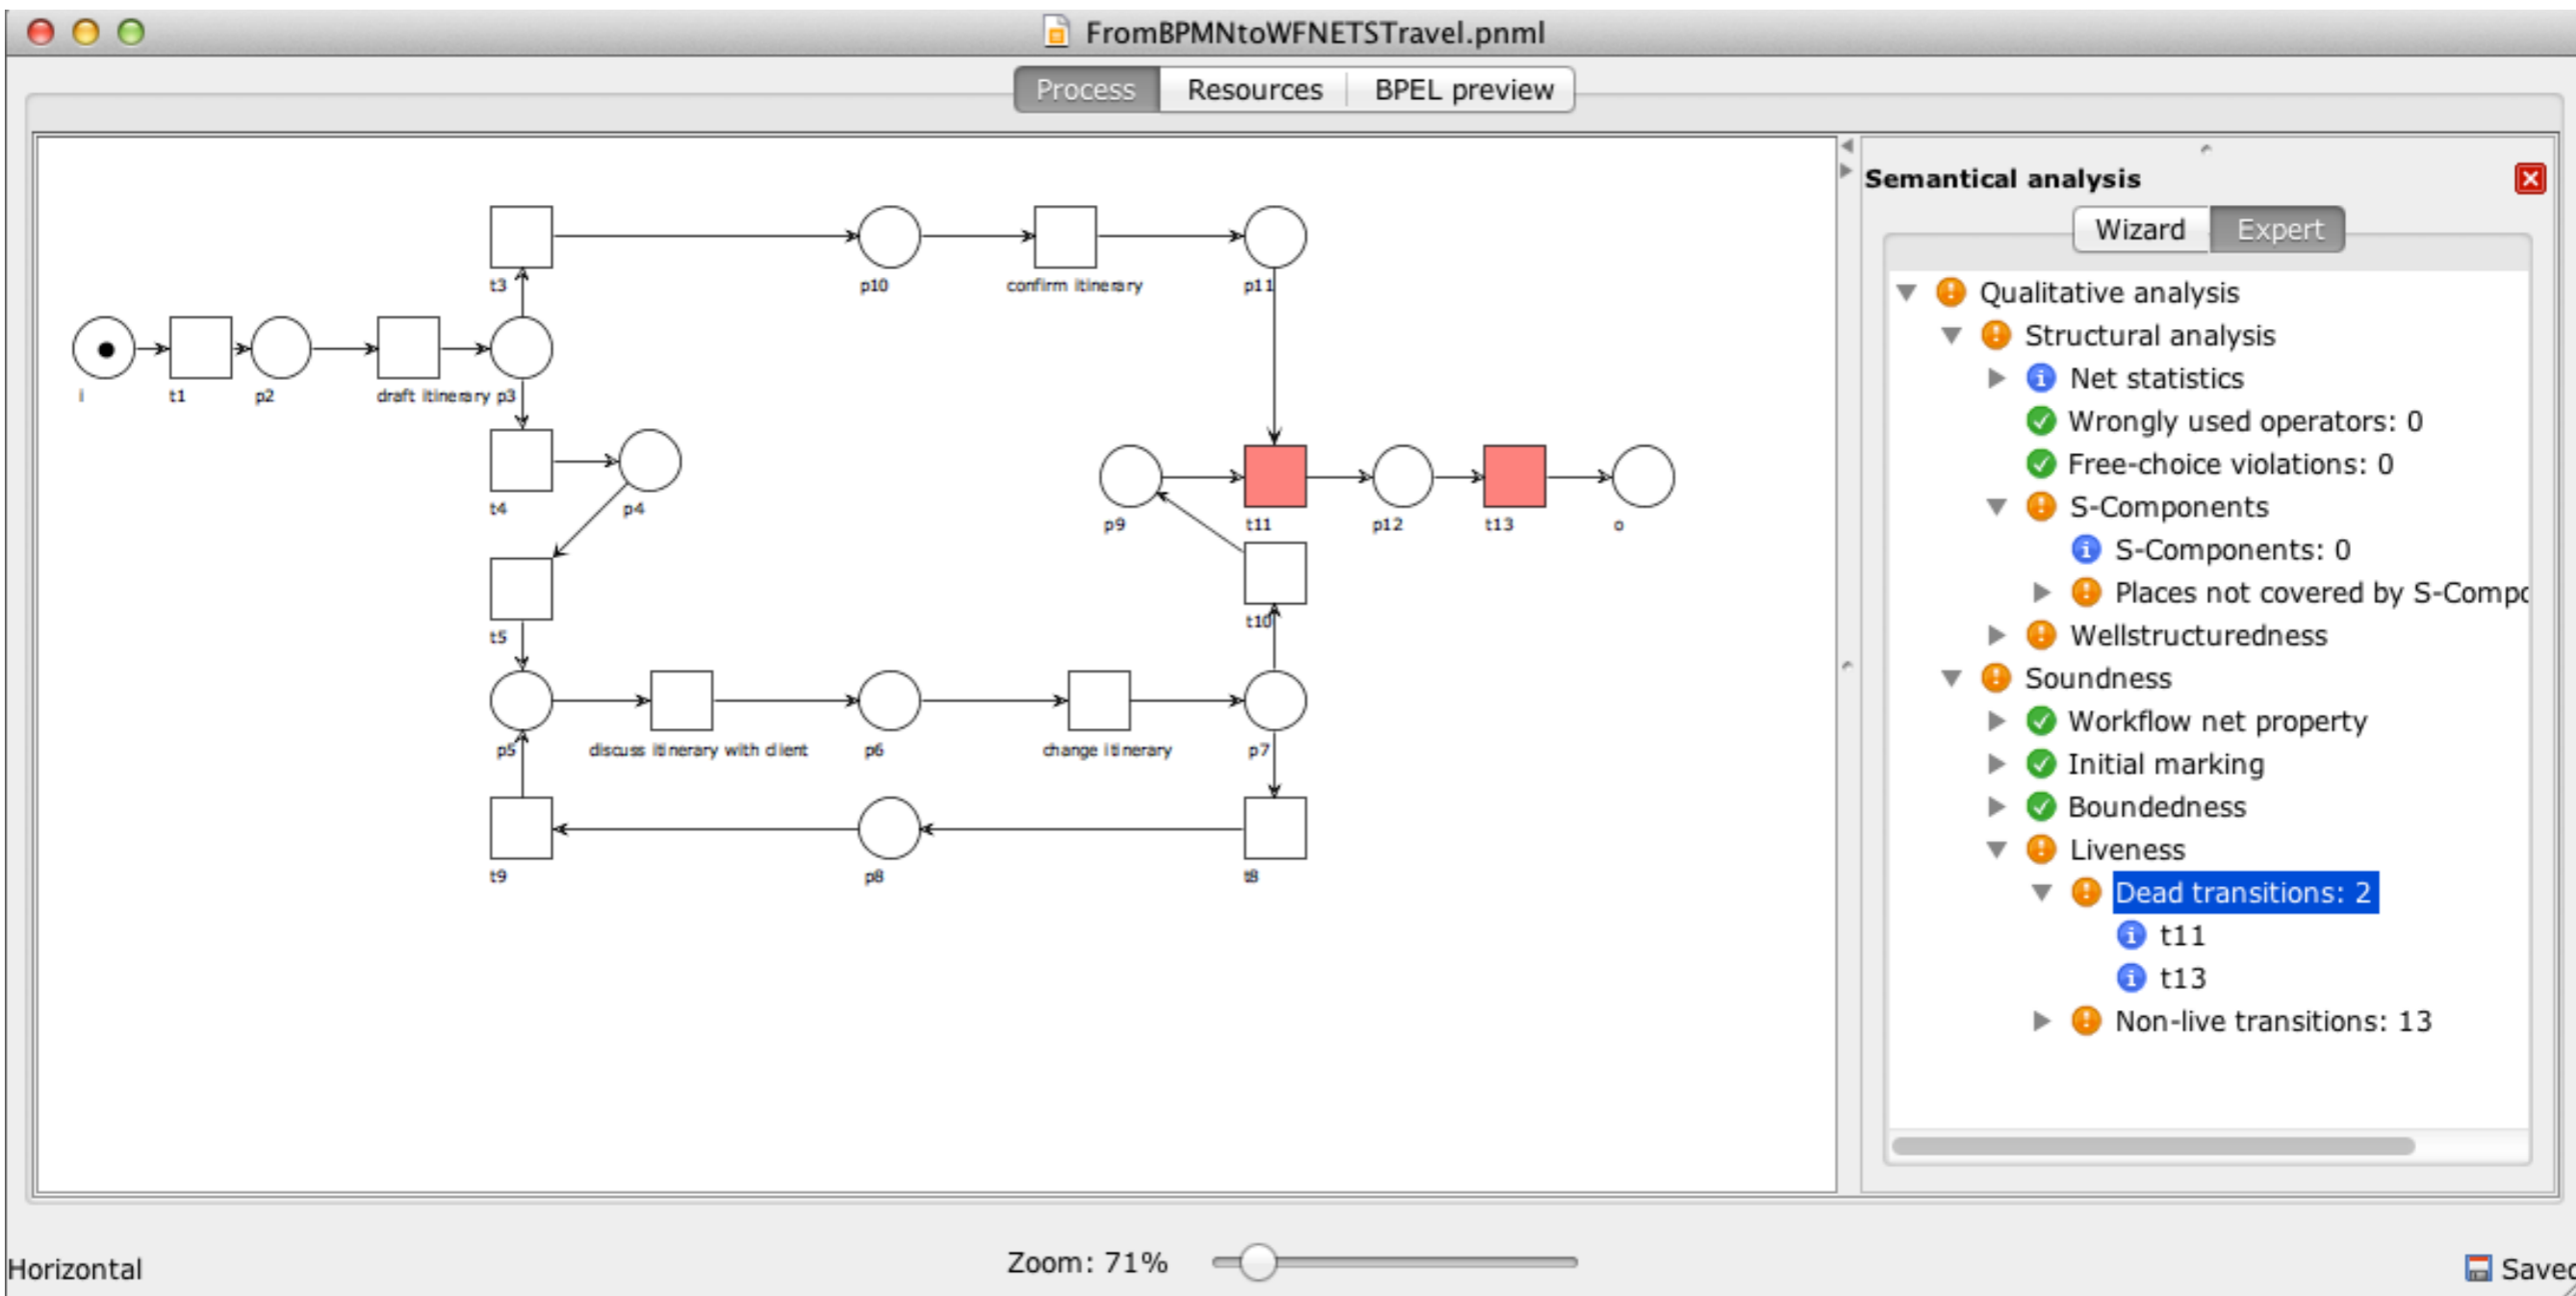 FromBPMNtoWFNETSTravel.pnml
Process Resources BPEL preview
t3 p10 confirm itinerary p11
i t1 p2 draft itinerary p3
t4 p4
p9 t11 p12 t13 o
t5 t10
p5 discuss itinerary with client p6 change itinerary p7
t9 p8 t8
Semantical analysis
Wizard Expert
Qualitative analysis
Structural analysis
Net statistics
Wrongly used operators: 0
Free-choice violations: 0
S-Components
S-Components: 0
Places not covered by S-Compo
Wellstructuredness
Soundness
Workflow net property
Initial marking
Boundedness
Liveness
Dead transitions: 2
t11
t13
Non-live transitions: 13
Horizontal
Zoom: 71%
Saved